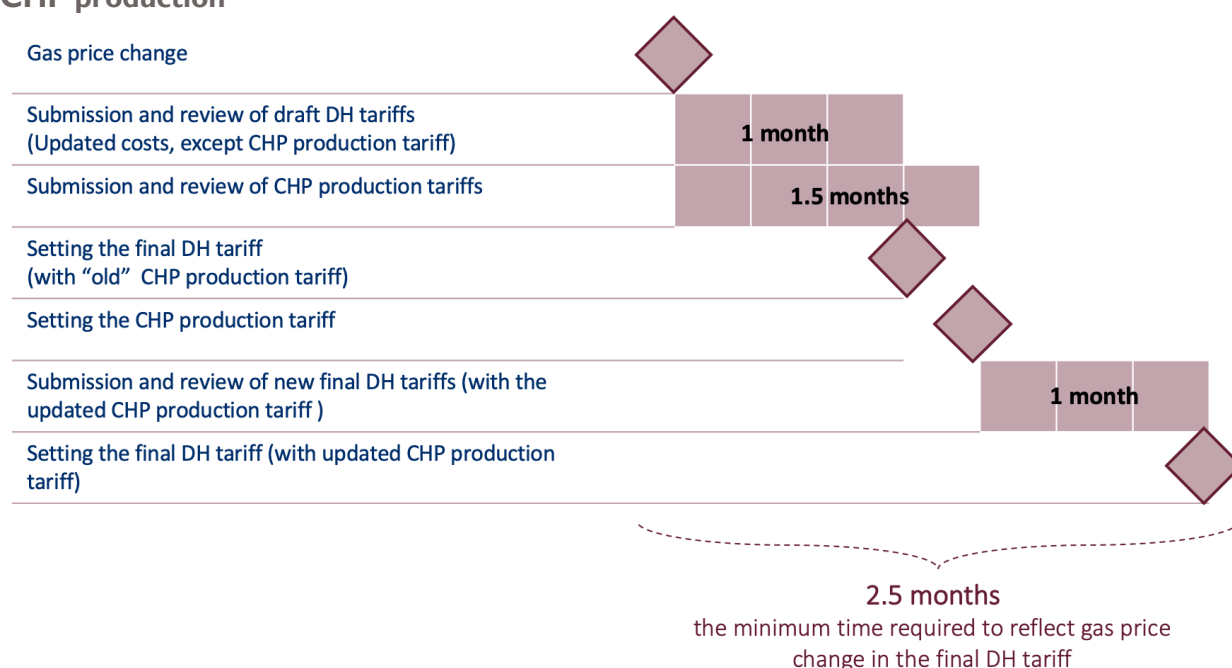 CHP production
Gas price change
Submission and review of draft DH tariffs
(Updated costs, except CHP production tariff)
1 month
Submission and review of CHP production tariffs
1.5 months
Setting the final DH tariff
(with “old”  CHP production tariff)
Setting the CHP production tariff
Submission and review of new final DH tariffs (with the
updated CHP production tariff )
1 month
Setting the final DH tariff (with updated CHP production
tariff)
2.5 months
the minimum time required to reflect gas price
change in the final DH tariff